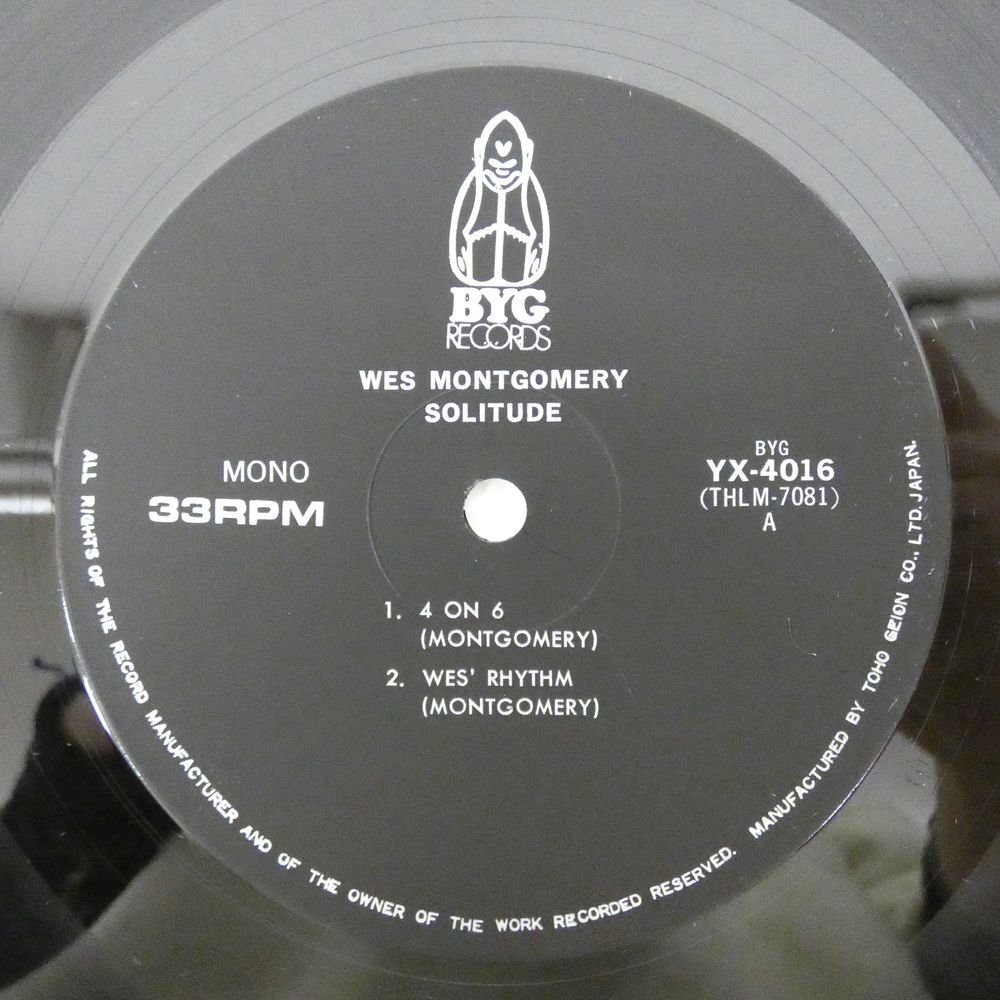 BYG
RECORDS
WES MONTGOMERY
SOLITUDE
MONO
33RPM
BYG
YX-4016
(THLM-7081)
A
1. 4 ON 6
(MONTGOMERY)
2. WES' RHYTHM
(MONTGOMERY)
ALL RIGHTS OF THE RECORD MANUFACTURER AND OF THE OWNER OF THE WORK RECORDED RESERVED. MANUFACTURED BY TOHO GEION CO., LTD. JAPAN.